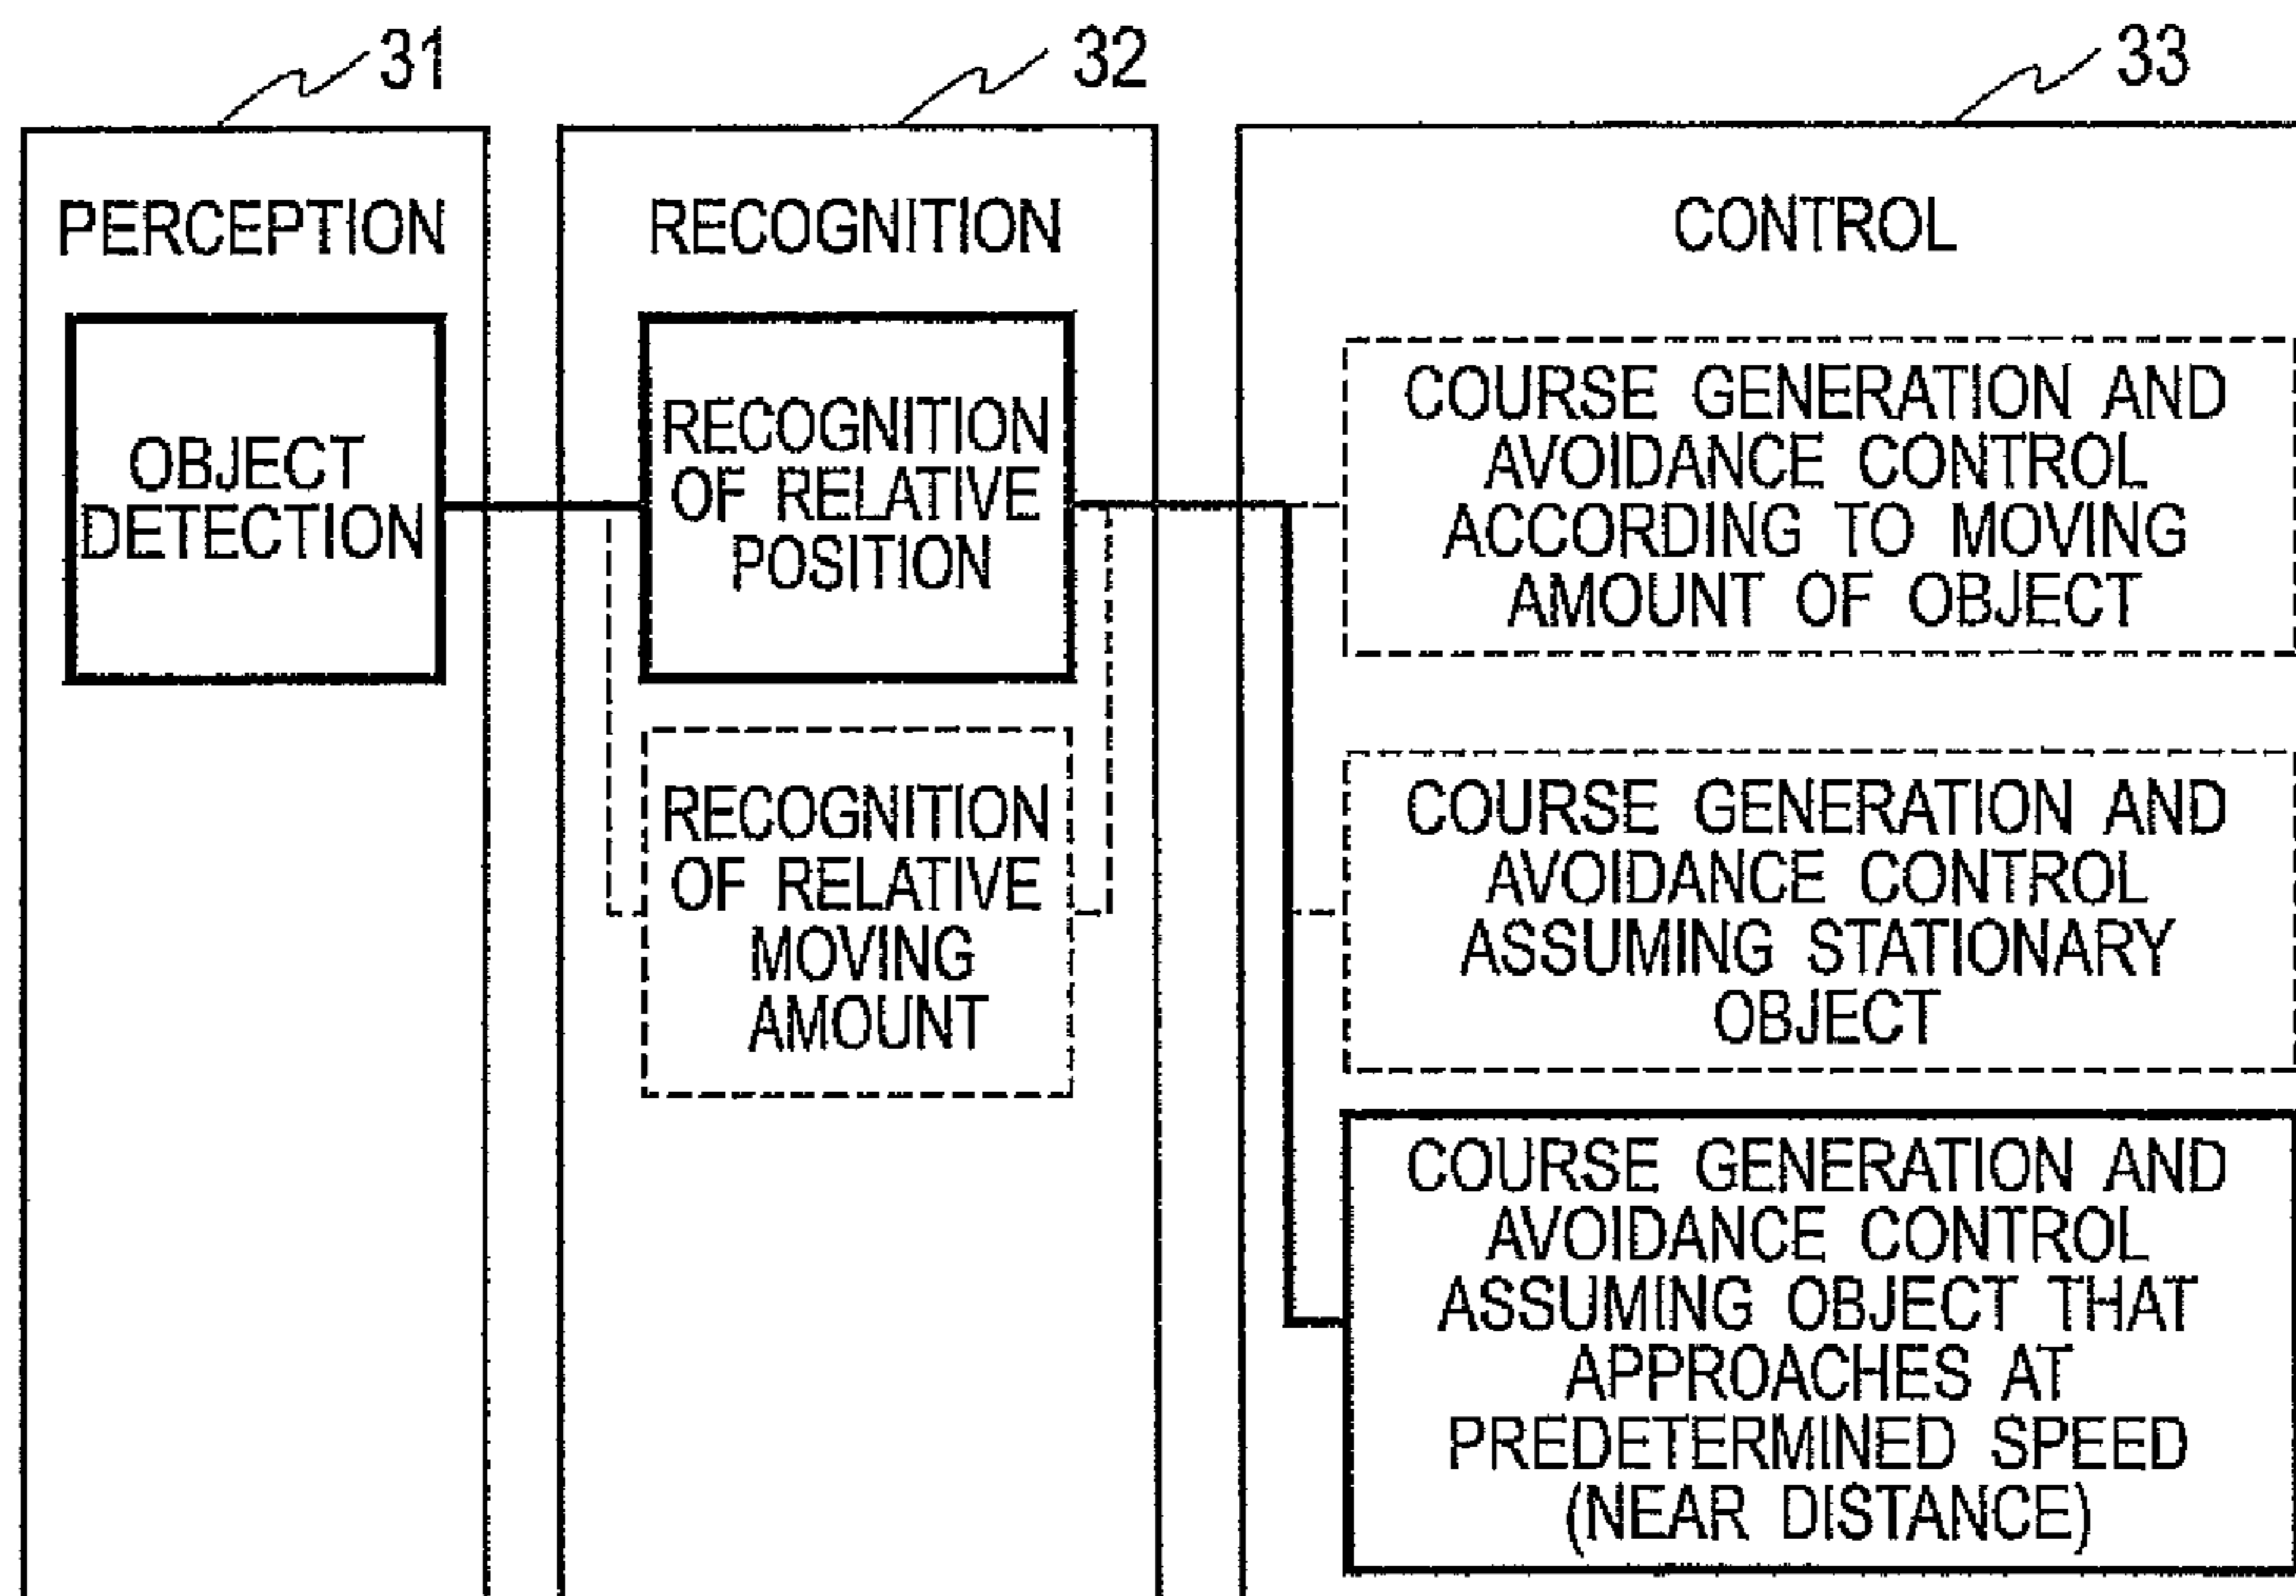 31
32
33
PERCEPTION
OBJECT
DETECTION
RECOGNITION
RECOGNITION
OF RELATIVE
POSITION
RECOGNITION
OF RELATIVE
MOVING
AMOUNT
CONTROL
COURSE GENERATION AND
AVOIDANCE CONTROL
ACCORDING TO MOVING
AMOUNT OF OBJECT
COURSE GENERATION AND
AVOIDANCE CONTROL
ASSUMING STATIONARY
OBJECT
COURSE GENERATION AND
AVOIDANCE CONTROL
ASSUMING OBJECT THAT
APPROACHES AT
PREDETERMINED SPEED
(NEAR DISTANCE)